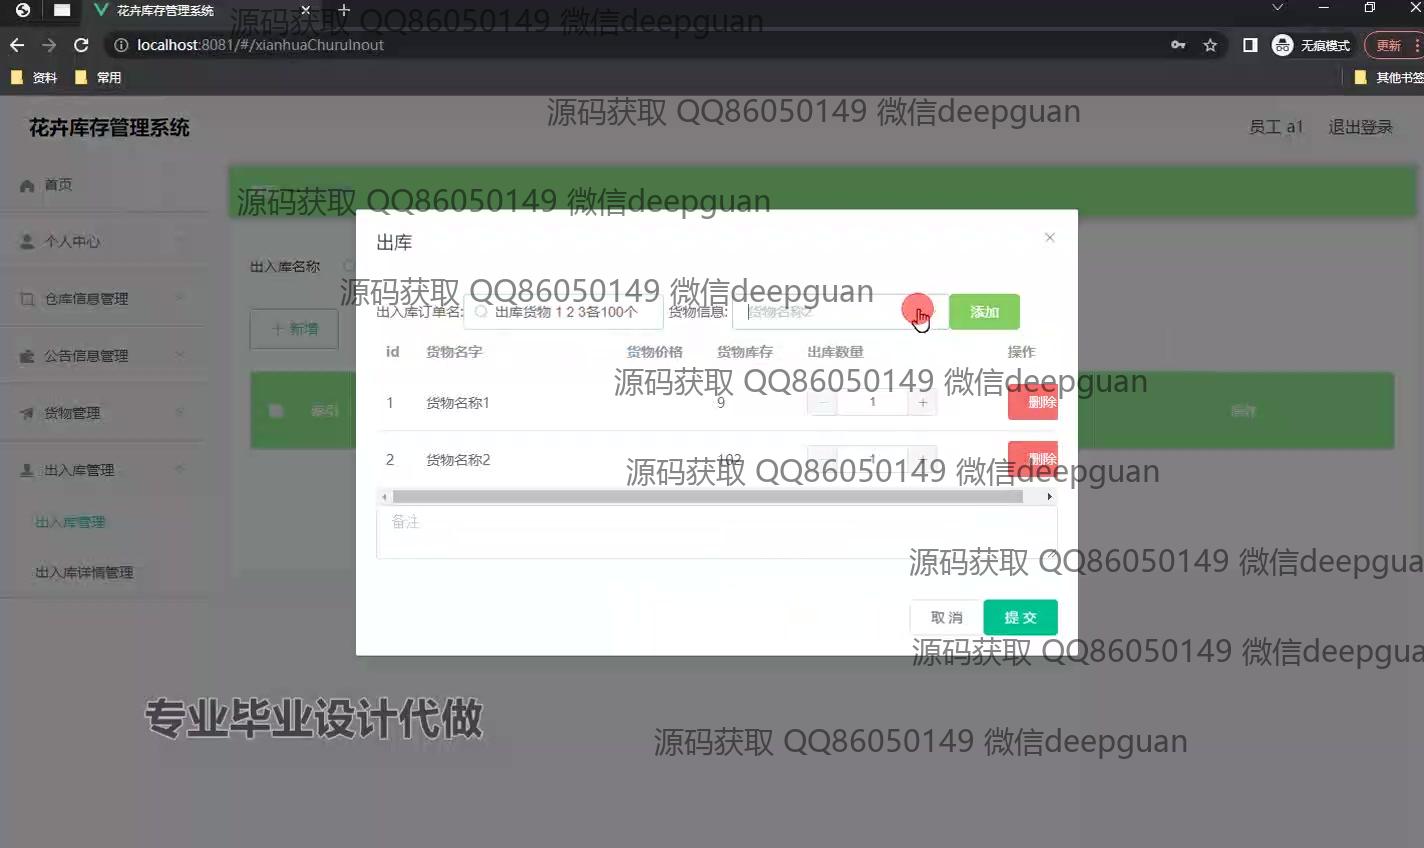 花卉库存管理系统
源码获取 QQ86050149 微信deepguan
localhost:8081/#/xianhuaChuruInout
无痕模式
更新
资料
常用
其他书签
源码获取 QQ86050149 微信deepguan
花卉库存管理系统
员工 a1
退出登录
首页
源码获取 QQ86050149 微信deepguan
个人中心
出库
出入库名称
仓库信息管理
源码获取 QQ86050149 微信deepguan
出入库订单名:
出库货物 1 2 3各100个
货物信息:
货物名称2
添加
+ 新增
公告信息管理
id 货物名字 货物价格 货物库存 出库数量 操作
源码获取 QQ86050149 微信deepguan
货物管理
索引
1 货物名称1 9 - 1 + 删除
操作
出入库管理
2 货物名称2 102 - 1 + 删除
源码获取 QQ86050149 微信deepguan
出入库管理
备注
出入库详情管理
源码获取 QQ86050149 微信deepgua
取消
提交
源码获取 QQ86050149 微信deepgua
专业毕业设计代做
源码获取 QQ86050149 微信deepguan